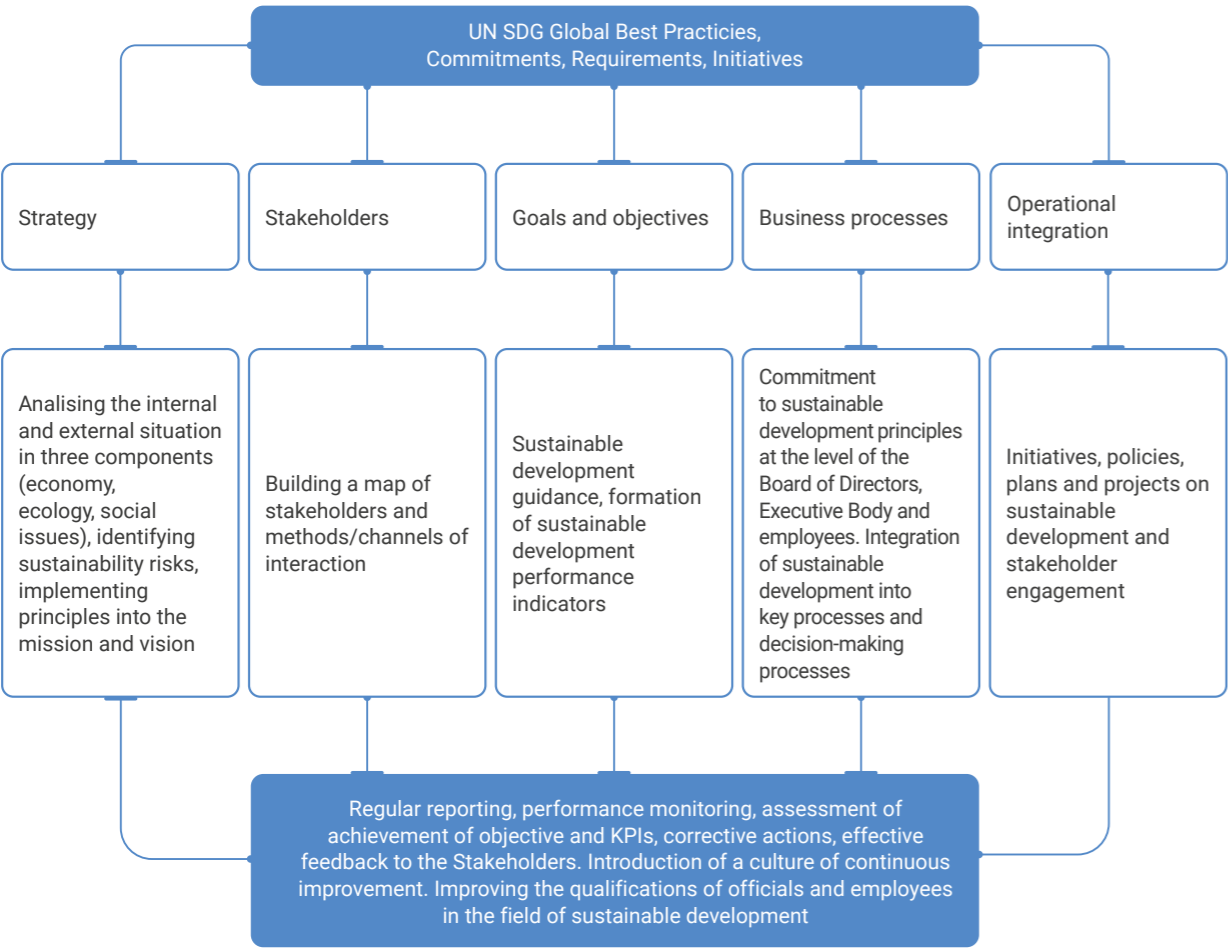 UN SDG Global Best Practicies,
Commitments, Requirements, Initiatives
Strategy
Stakeholders
Goals and objectives
Business processes
Operational
integration
Analising the internal
and external situation
in three components
(economy,
ecology, social
issues), identifying
sustainability risks,
implementing
principles into the
mission and vision
Building a map of
stakeholders and
methods/channels of
interaction
Sustainable
development
guidance, formation
of sustainable
development
performance
indicators
Commitment
to sustainable
development principles
at the level of the
Board of Directors,
Executive Body and
employees. Integration
of sustainable
development into
key processes and
decision-making
processes
Initiatives, policies,
plans and projects on
sustainable
development and
stakeholder
engagement
Regular reporting, performance monitoring, assessment of
achievement of objective and KPIs, corrective actions, effective
feedback to the Stakeholders. Introduction of a culture of continuous
improvement. Improving the qualifications of officials and employees
in the field of sustainable development